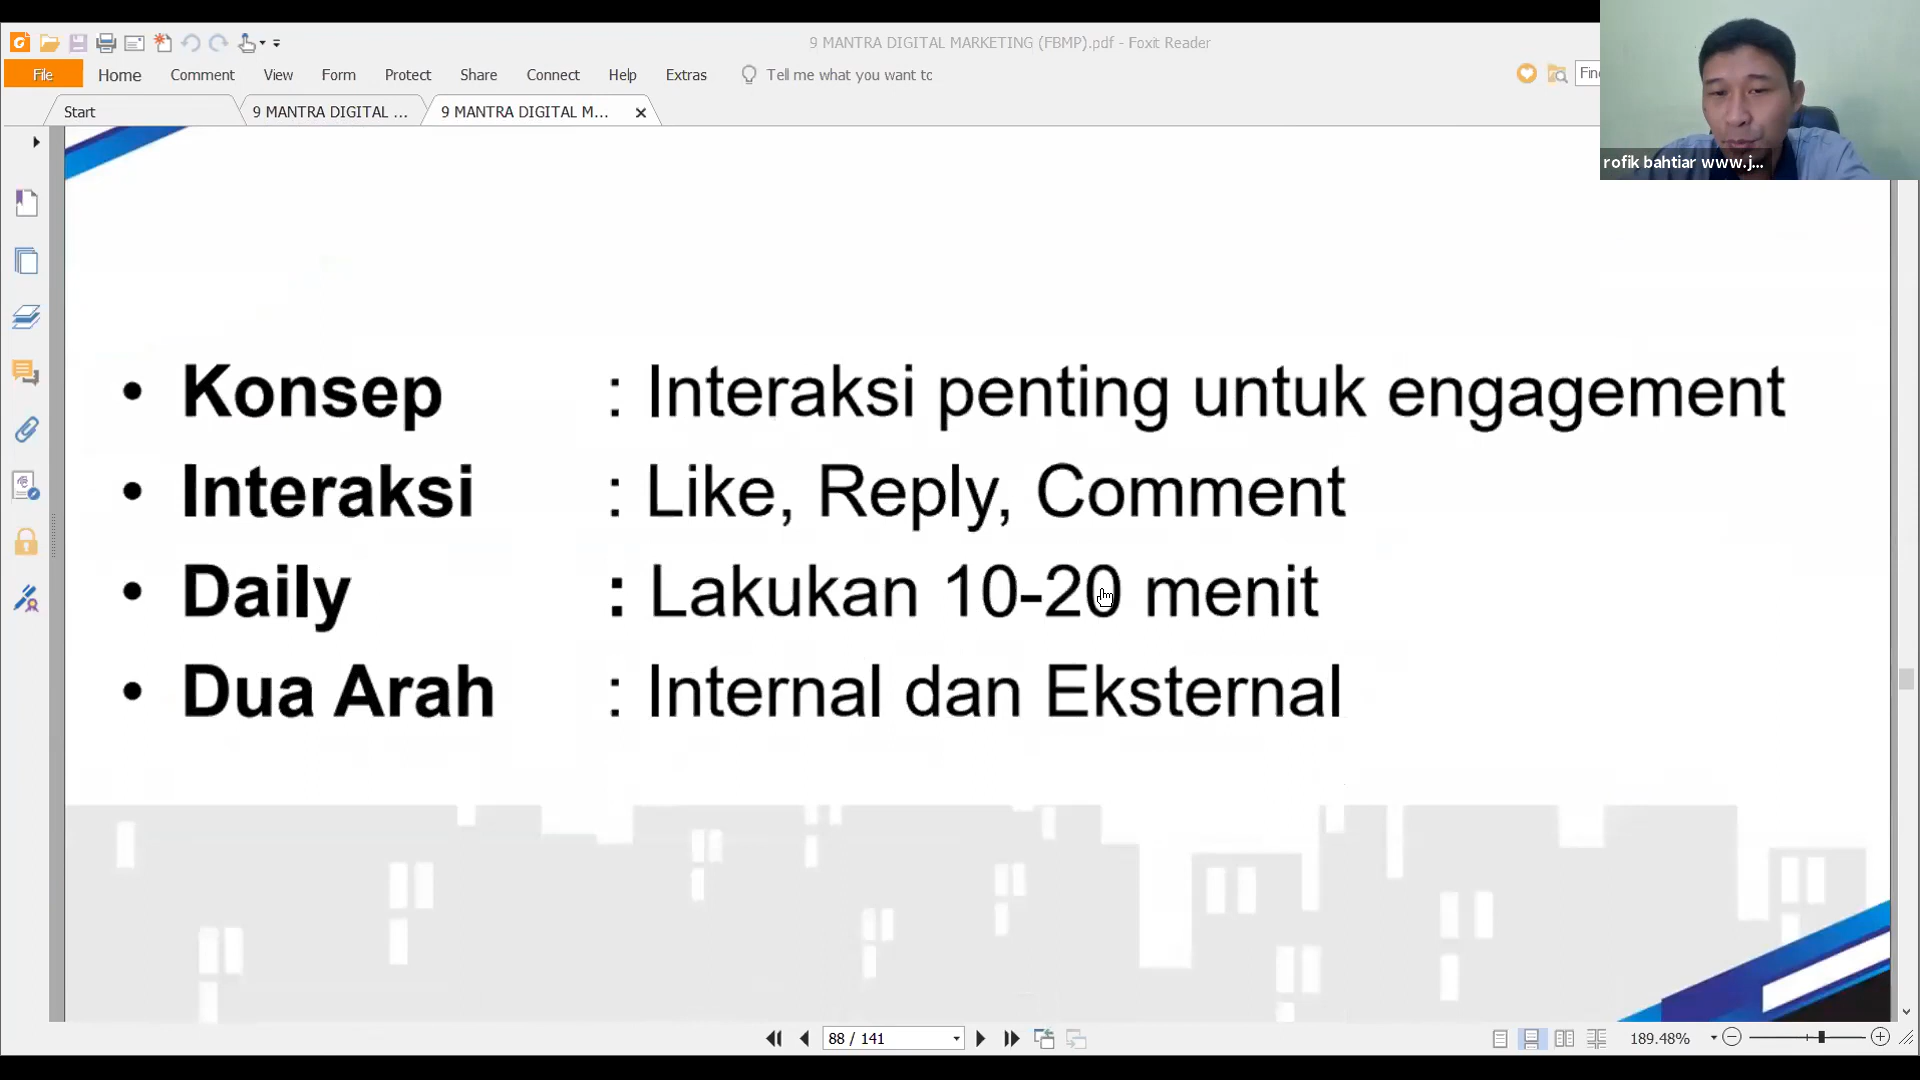 9 MANTRA DIGITAL MARKETING (FBMP).pdf - Foxit Reader
File Home Comment View Form Protect Share Connect Help Extras Tell me what you want to
Fin
rofik bahtiar www.j...
Start 9 MANTRA DIGITAL ... 9 MANTRA DIGITAL M...
• Konsep : Interaksi penting untuk engagement
• Interaksi : Like, Reply, Comment
• Daily : Lakukan 10-20 menit
• Dua Arah : Internal dan Eksternal
88 / 141
189.48%